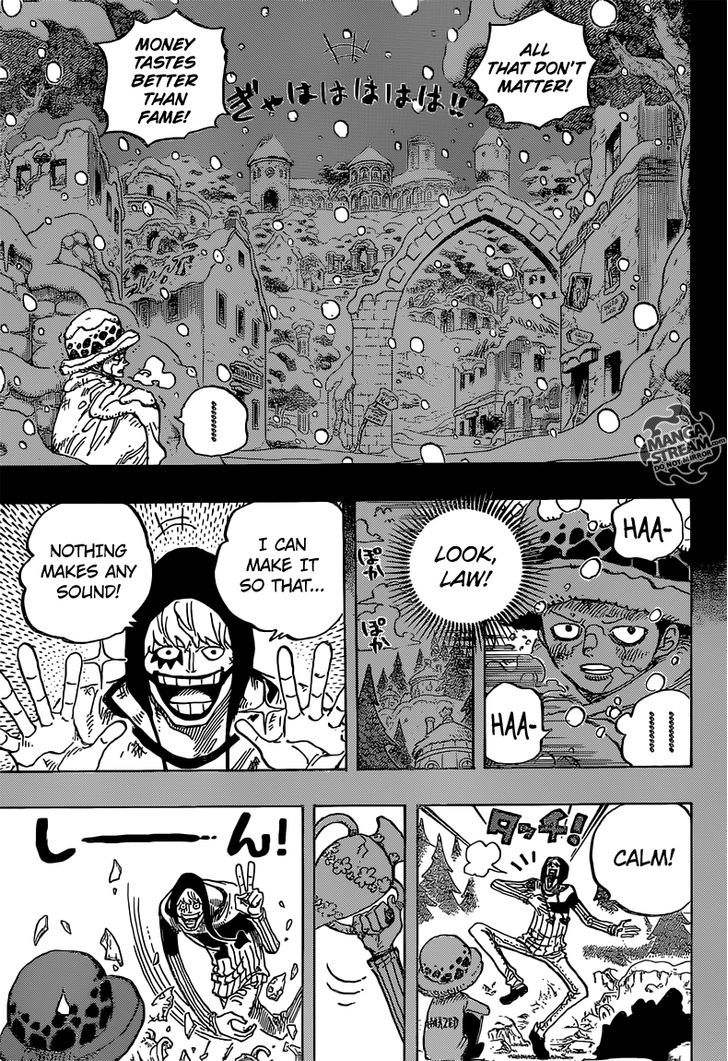 ALL
THAT DON'T
MATTER!
ぎゃはははははは!!
MONEY
TASTES
BETTER
THAN
FAME!
MANGA
STREAM.com
DO NOT MIRROR
HAA-
HAA-
LOOK,
LAW!
ぽか
ぽか
I CAN
MAKE IT
SO THAT...
NOTHING
MAKES ANY
SOUND!
CALM!
タッチ!
AMAZED
しーん!